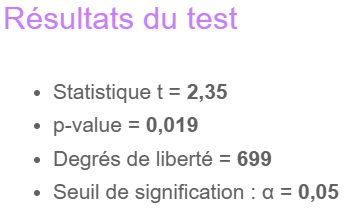 Résultats du test
• Statistique t = 2,35
• p-value = 0,019
• Degrés de liberté = 699
• Seuil de signification : α = 0,05